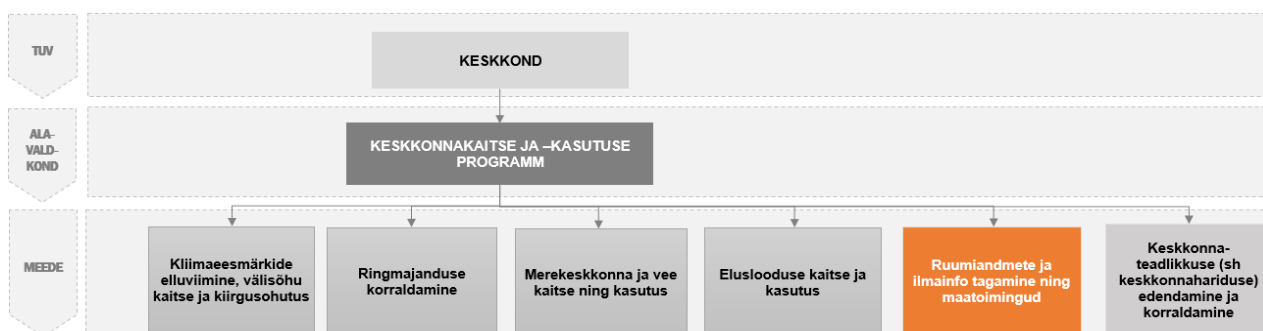 TUV
KESKKOND
ALA-
VALD-
KOND
KESKKONNAKAITSE JA –KASUTUSE
PROGRAMM
MEEDE
Kliimaeesmärkide
elluviimine, välisõhu
kaitse ja kiirgusohutus
Ringmajanduse
korraldamine
Merekeskkonna ja vee
kaitse ning kasutus
Eluslooduse kaitse ja
kasutus
Ruumiandmete ja
ilmainfo tagamine ning
maatoimingud
Keskkonna-
teadlikkuse (sh
keskkonnahariduse)
edendamine ja
korraldamine